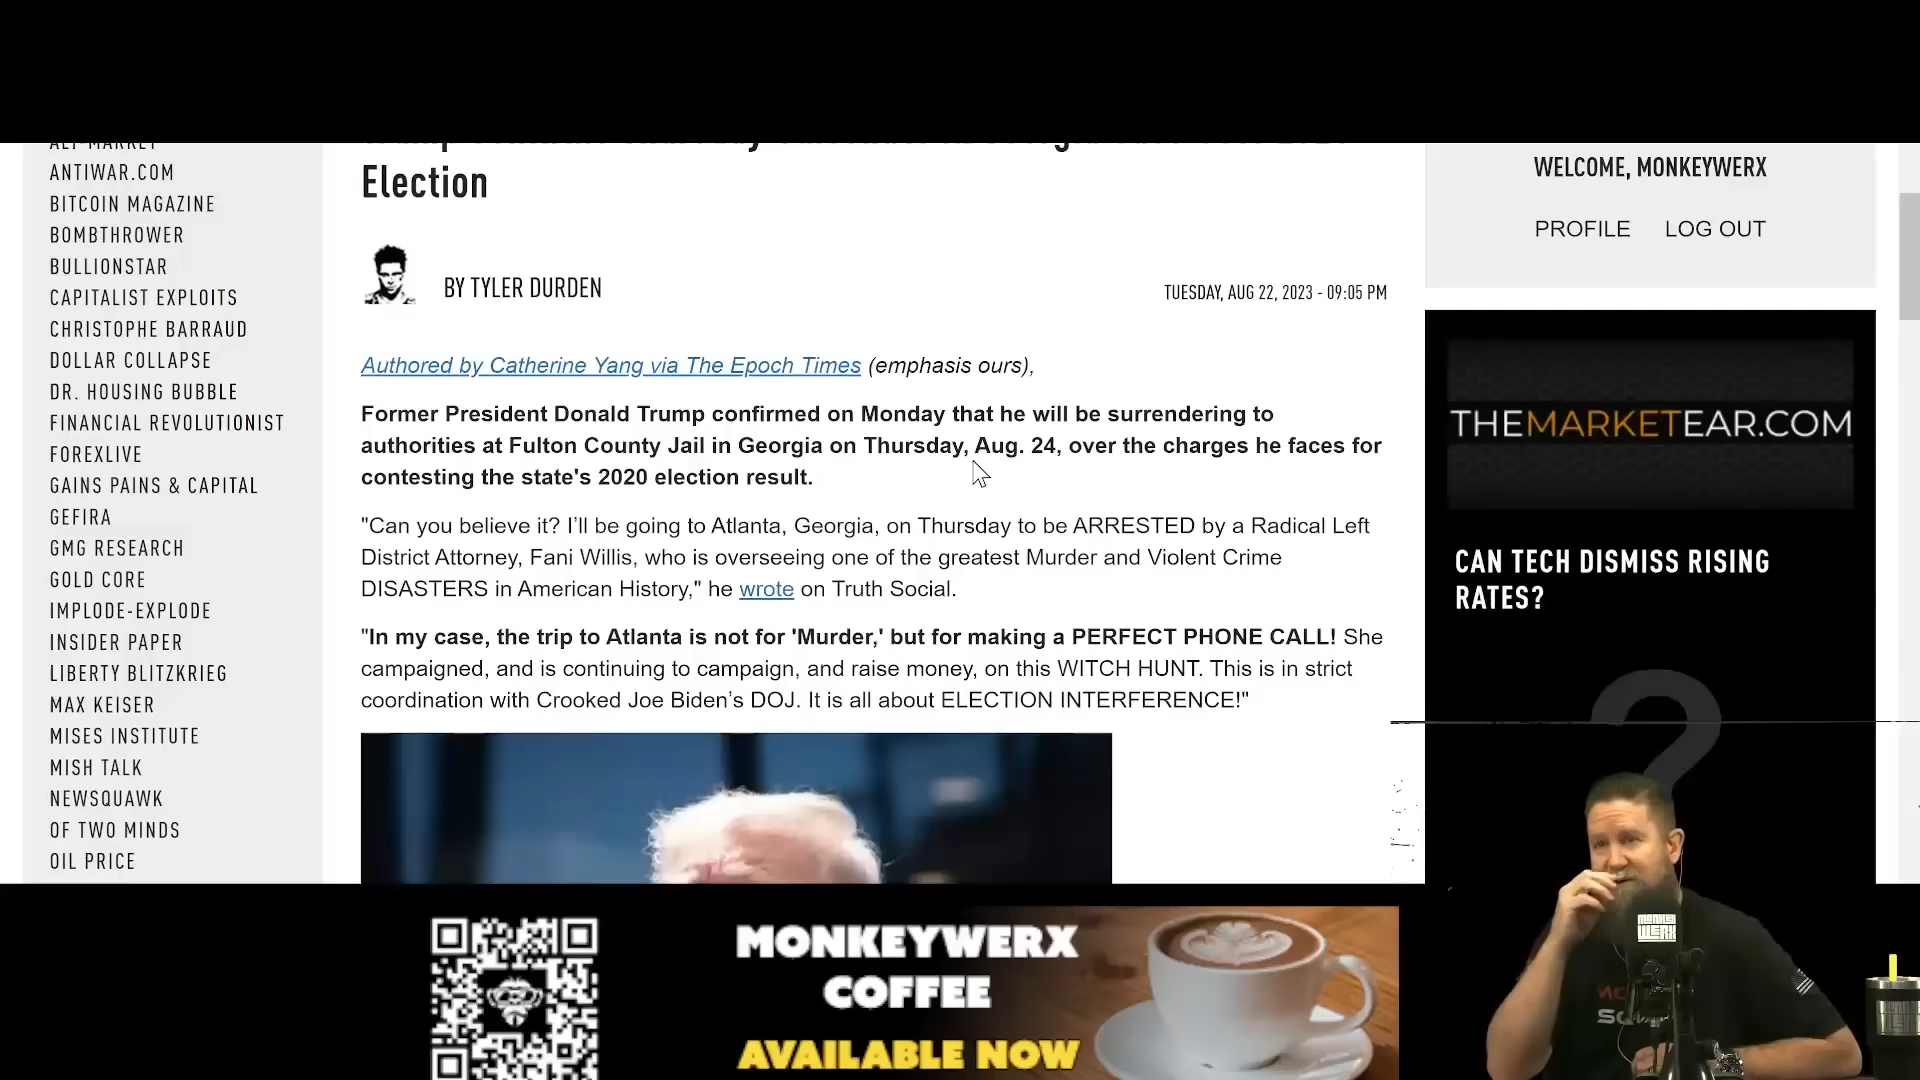 ANTIWAR.COM
BITCOIN MAGAZINE
BOMBTHROWER
BULLIONSTAR
CAPITALIST EXPLOITS
CHRISTOPHE BARRAUD
DOLLAR COLLAPSE
DR. HOUSING BUBBLE
FINANCIAL REVOLUTIONIST
FOREXLIVE
GAINS PAINS & CAPITAL
GEFIRA
GMG RESEARCH
GOLD CORE
IMPLODE-EXPLODE
INSIDER PAPER
LIBERTY BLITZKRIEG
MAX KEISER
MISES INSTITUTE
MISH TALK
NEWSQUAWK
OF TWO MINDS
OIL PRICE
Election
BY TYLER DURDEN
TUESDAY, AUG 22, 2023 - 09:05 PM
Authored by Catherine Yang via The Epoch Times (emphasis ours),
Former President Donald Trump confirmed on Monday that he will be surrendering to
authorities at Fulton County Jail in Georgia on Thursday, Aug. 24, over the charges he faces for
contesting the state's 2020 election result.
"Can you believe it? I’ll be going to Atlanta, Georgia, on Thursday to be ARRESTED by a Radical Left
District Attorney, Fani Willis, who is overseeing one of the greatest Murder and Violent Crime
DISASTERS in American History," he wrote on Truth Social.
"In my case, the trip to Atlanta is not for 'Murder,' but for making a PERFECT PHONE CALL! She
campaigned, and is continuing to campaign, and raise money, on this WITCH HUNT. This is in strict
coordination with Crooked Joe Biden’s DOJ. It is all about ELECTION INTERFERENCE!"
WELCOME, MONKEYWERX
PROFILE LOG OUT
THEMARKETEAR.COM
CAN TECH DISMISS RISING
RATES?
?
MONKEYWERX
COFFEE
AVAILABLE NOW
MONKEY
WERX